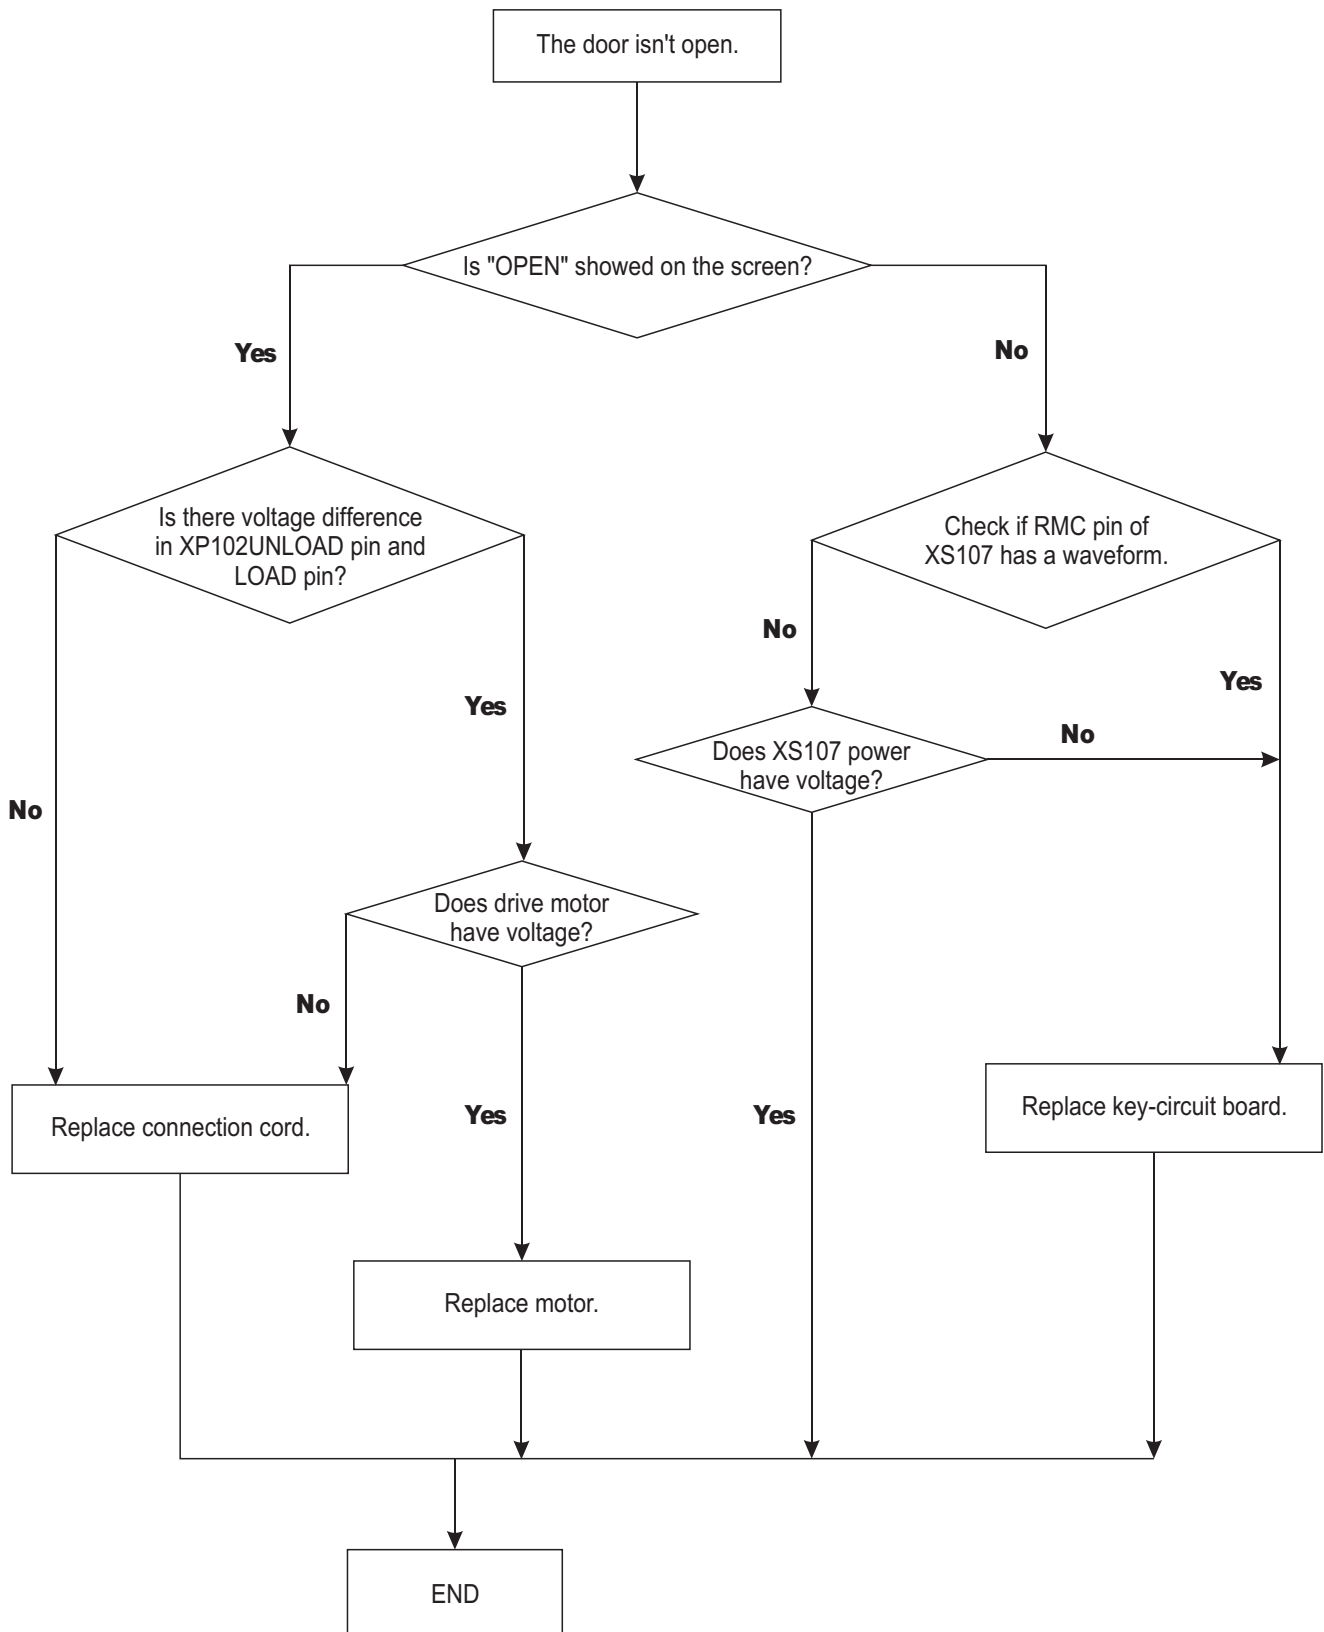 The door isn't open.
Is "OPEN" showed on the screen?
Yes
No
Is there voltage difference
in XP102UNLOAD pin and
LOAD pin?
Check if RMC pin of
XS107 has a waveform.
No
Yes
Yes
Does XS107 power
have voltage?
No
No
Does drive motor
have voltage?
No
Replace connection cord.
Yes
Yes
Replace key-circuit board.
Replace motor.
END